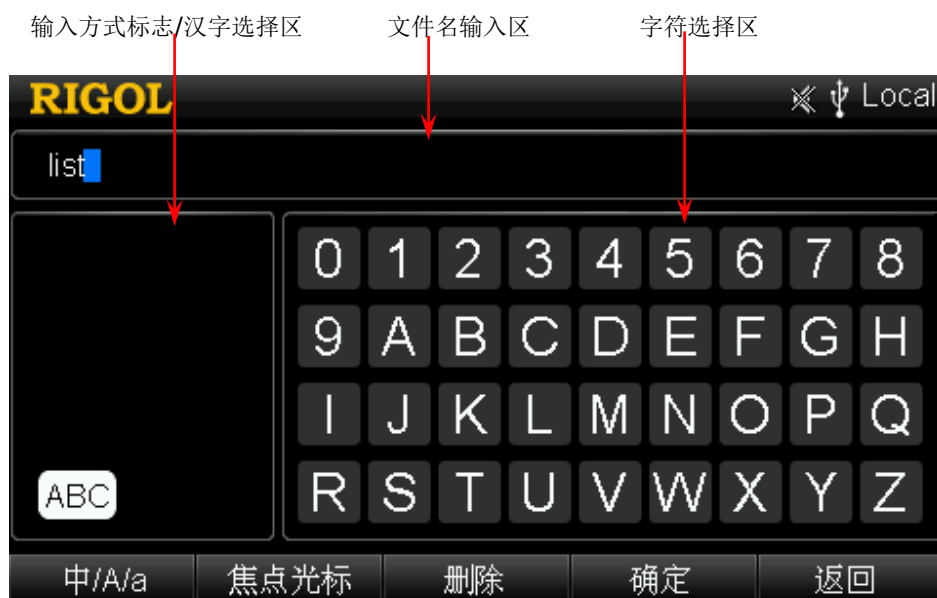 输入方式标志/汉字选择区 文件名输入区 字符选择区
RIGOL Local
list
0 1 2 3 4 5 6 7 8
9 A B C D E F G H
I J K L M N O P Q
ABC R S T U V W X Y Z
中/A/a 焦点光标 删除 确定 返回